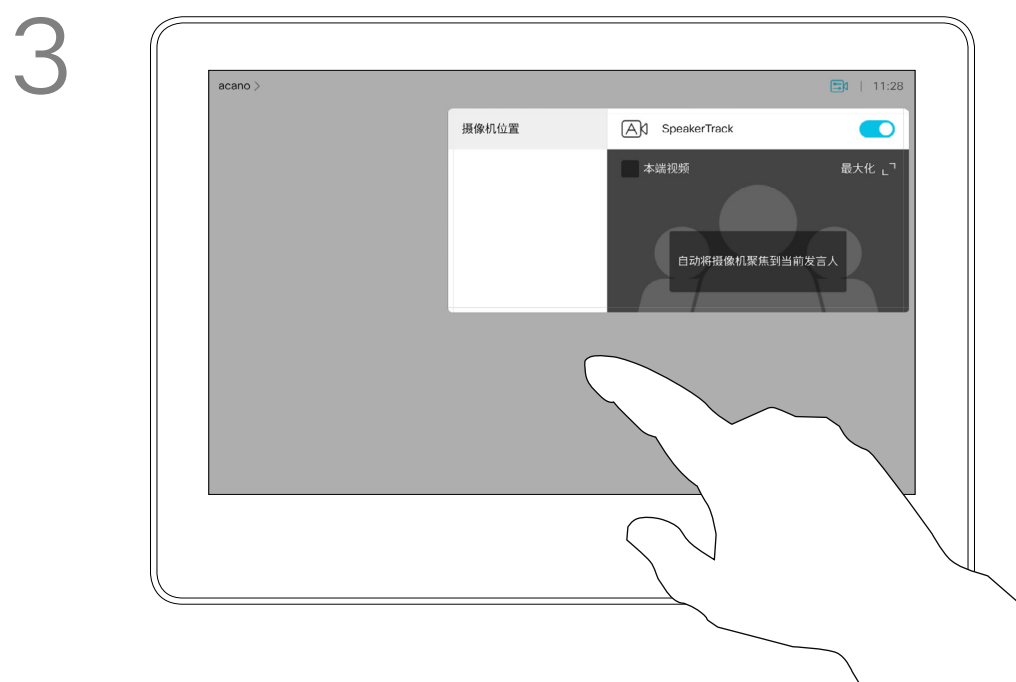 3
acano >
| 11:28
摄像机位置
SpeakerTrack
本端视频
最大化
自动将摄像机聚焦到当前发言人